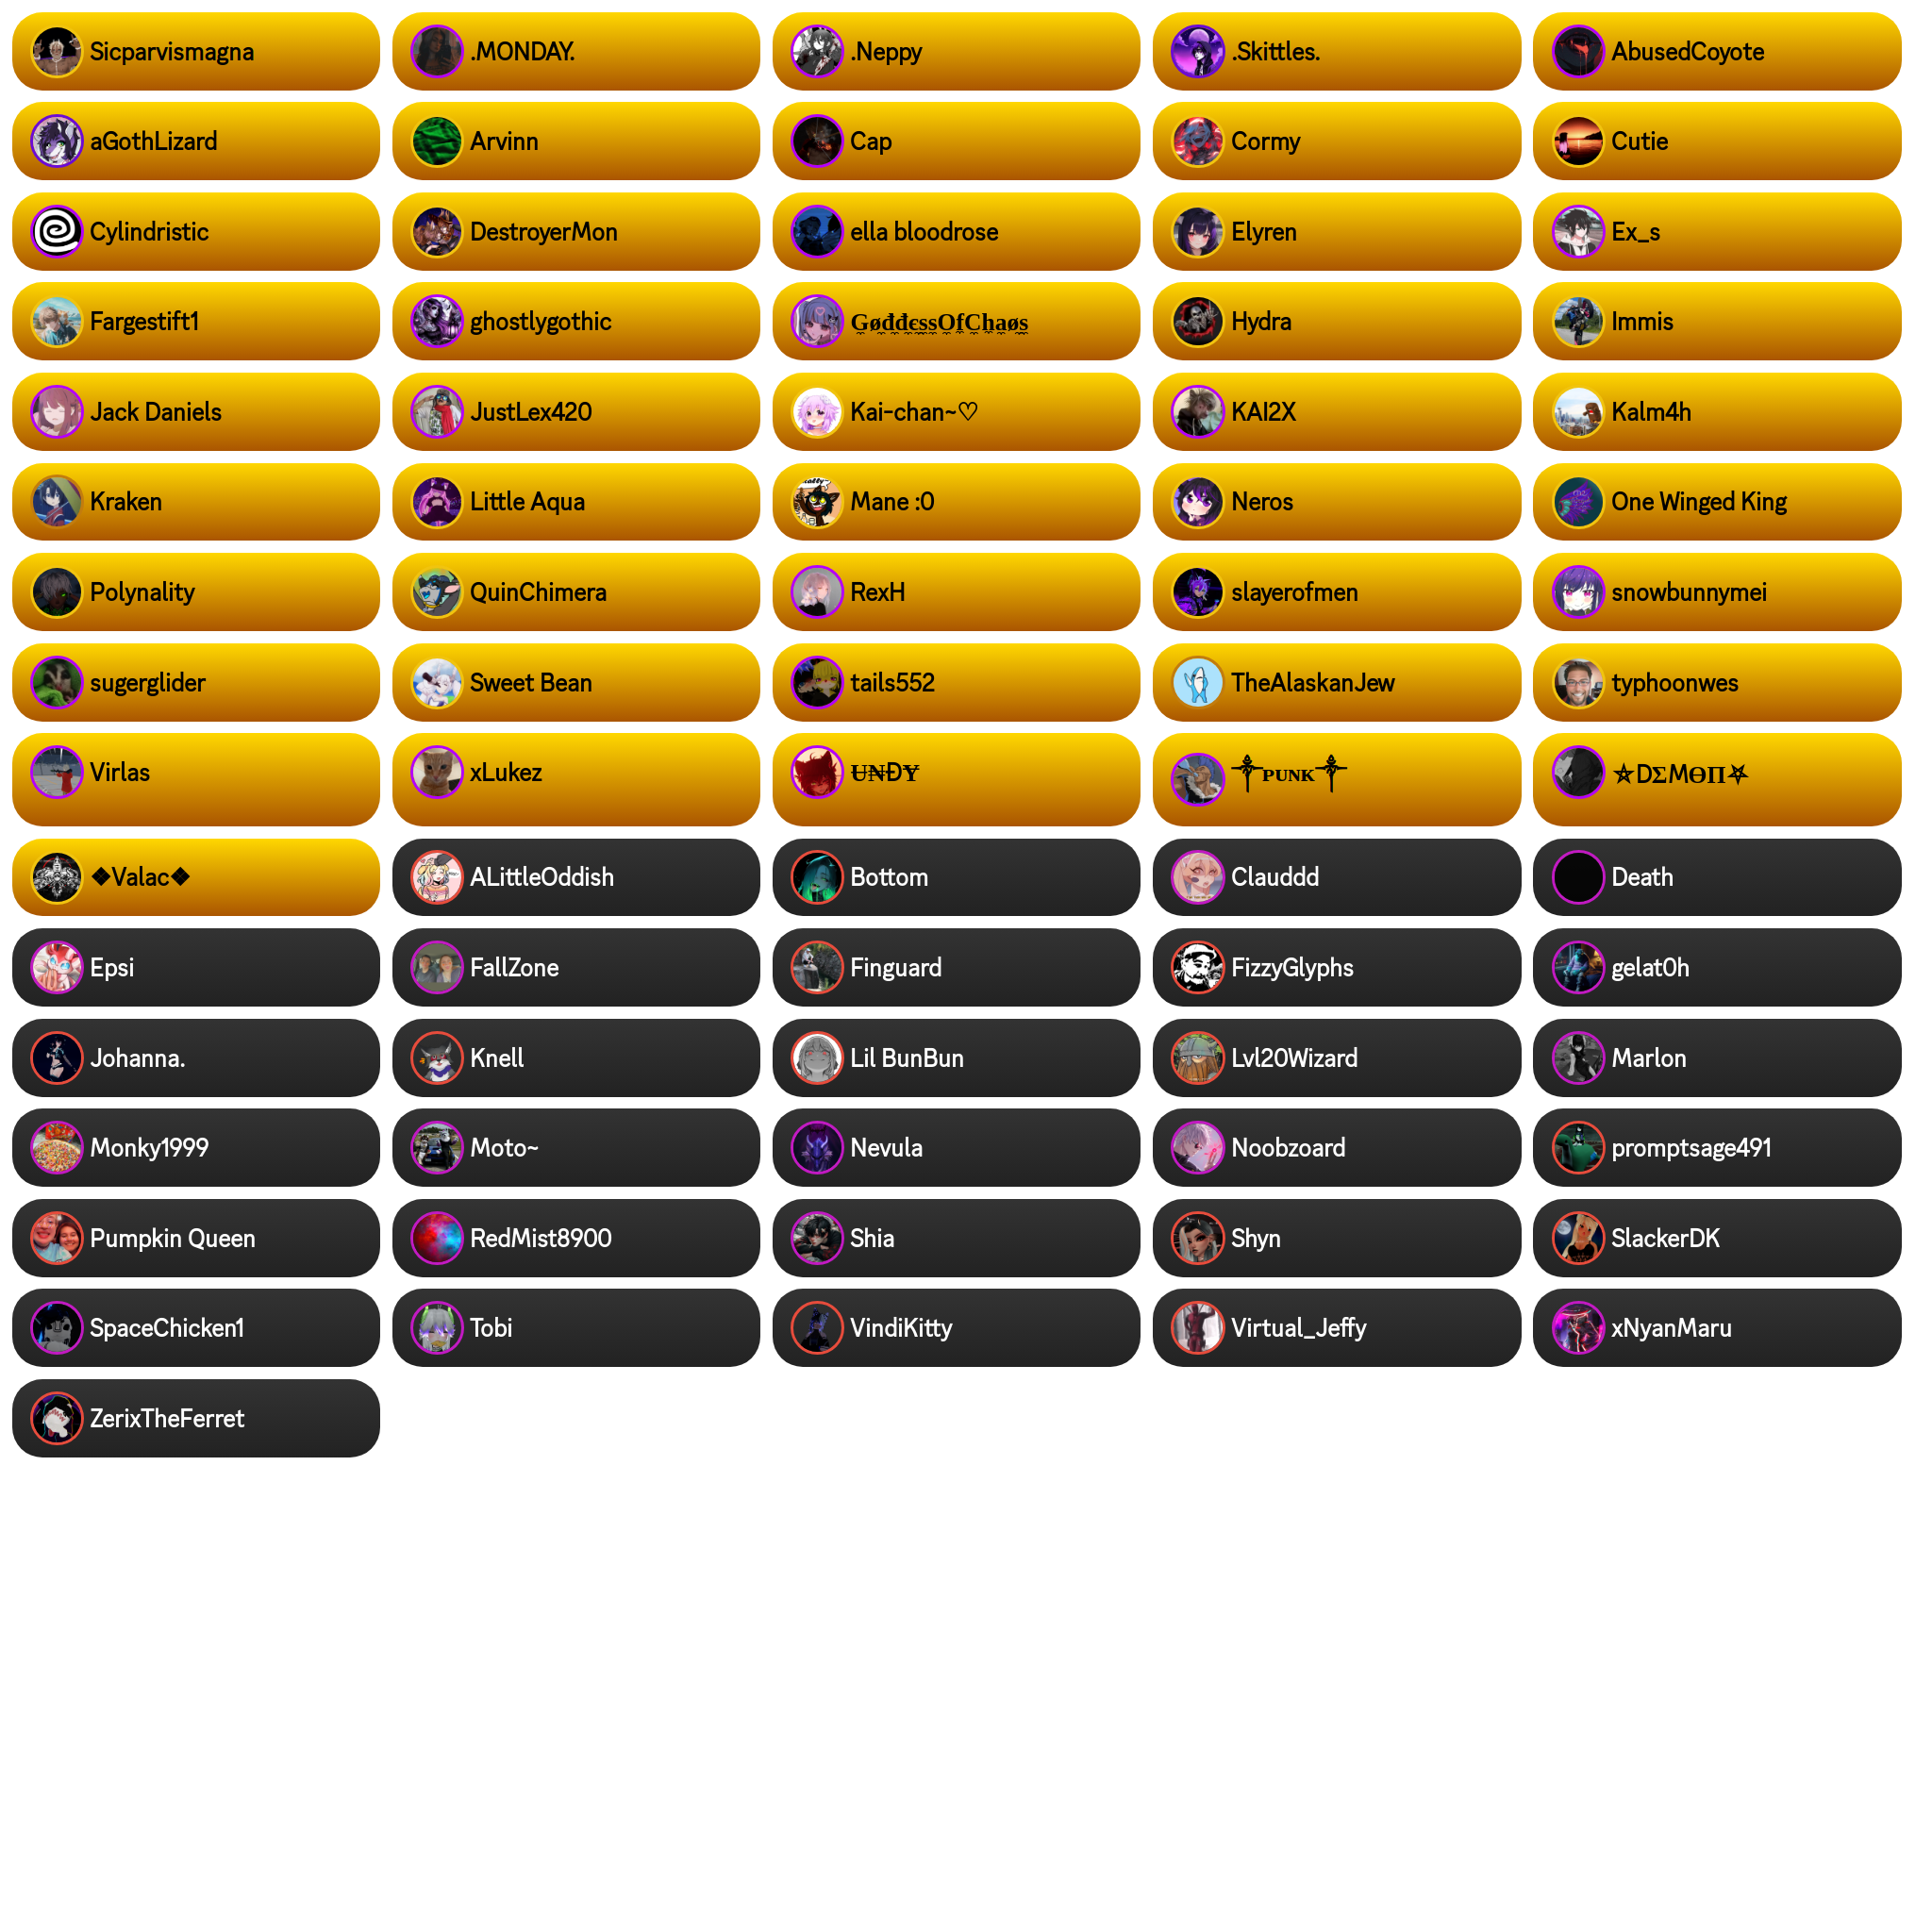 Sicparvismagna
.MONDAY.
.Neppy
.Skittles.
AbusedCoyote
aGothLizard
Arvinn
Cap
Cormy
Cutie
Cylindristic
DestroyerMon
ella bloodrose
Elyren
Ex_s
Fargestift1
ghostlygothic
G̰ø̰đ̰đ̰ḛs̰s̰O̰f̰C̰h̰a̰ø̰s̰
Hydra
Immis
Jack Daniels
JustLex420
Kai-chan~♡
KAI2X
Kalm4h
Kraken
Little Aqua
Mane :0
Neros
One Winged King
Polynality
QuinChimera
RexH
slayerofmen
snowbunnymei
sugerglider
Sweet Bean
tails552
TheAlaskanJew
typhoonwes
Virlas
xLukez
Ʉ₦ĐɎ
༒ᴘᴜɴᴋ༒
⛤DΣMӨП⛧
❖Valac❖
ALittleOddish
Bottom
Clauddd
Death
Epsi
FallZone
Finguard
FizzyGlyphs
gelat0h
Johanna.
Knell
Lil BunBun
Lvl20Wizard
Marlon
Monky1999
Moto~
Nevula
Noobzoard
promptsage491
Pumpkin Queen
RedMist8900
Shia
Shyn
SlackerDK
SpaceChicken1
Tobi
VindiKitty
Virtual_Jeffy
xNyanMaru
ZerixTheFerret